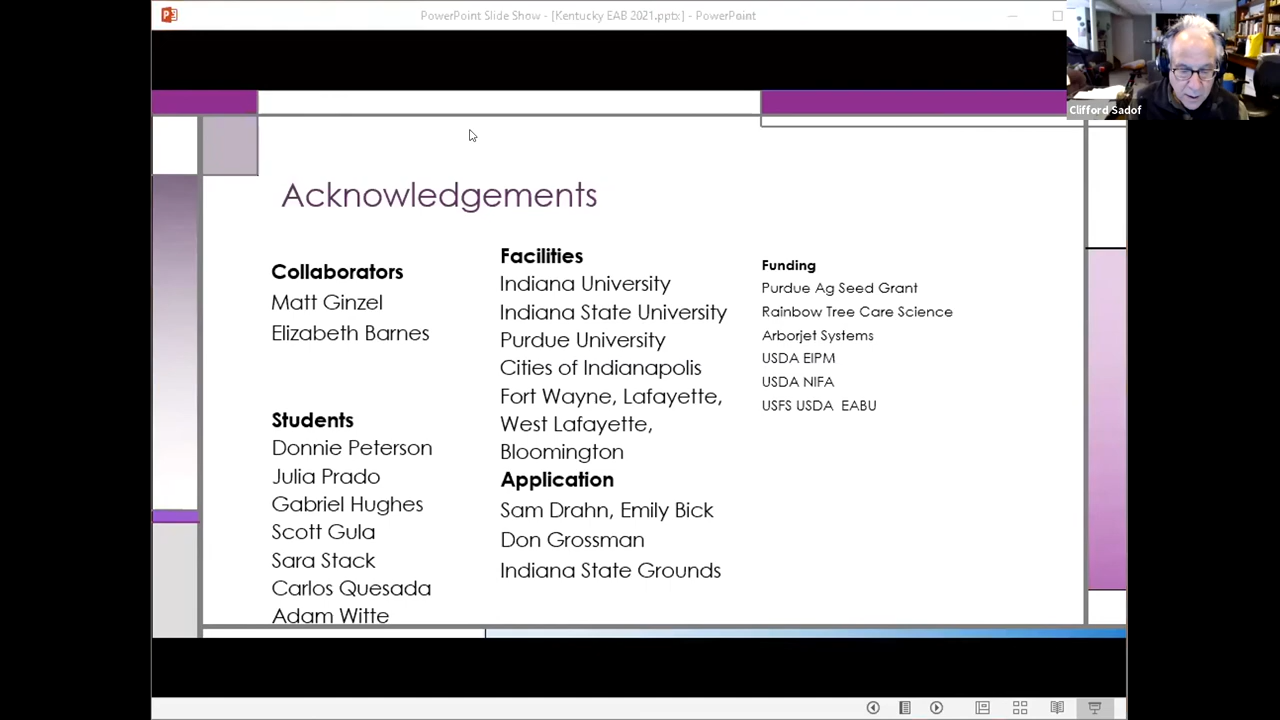 PowerPoint Slide Show - [Kentucky EAB 2021.pptx] - PowerPoint
Clifford Sadof
Acknowledgements
Collaborators
Matt Ginzel
Elizabeth Barnes
Students
Donnie Peterson
Julia Prado
Gabriel Hughes
Scott Gula
Sara Stack
Carlos Quesada
Adam Witte
Facilities
Indiana University
Indiana State University
Purdue University
Cities of Indianapolis
Fort Wayne, Lafayette,
West Lafayette,
Bloomington
Application
Sam Drahn, Emily Bick
Don Grossman
Indiana State Grounds
Funding
Purdue Ag Seed Grant
Rainbow Tree Care Science
Arborjet Systems
USDA EIPM
USDA NIFA
USFS USDA EABU